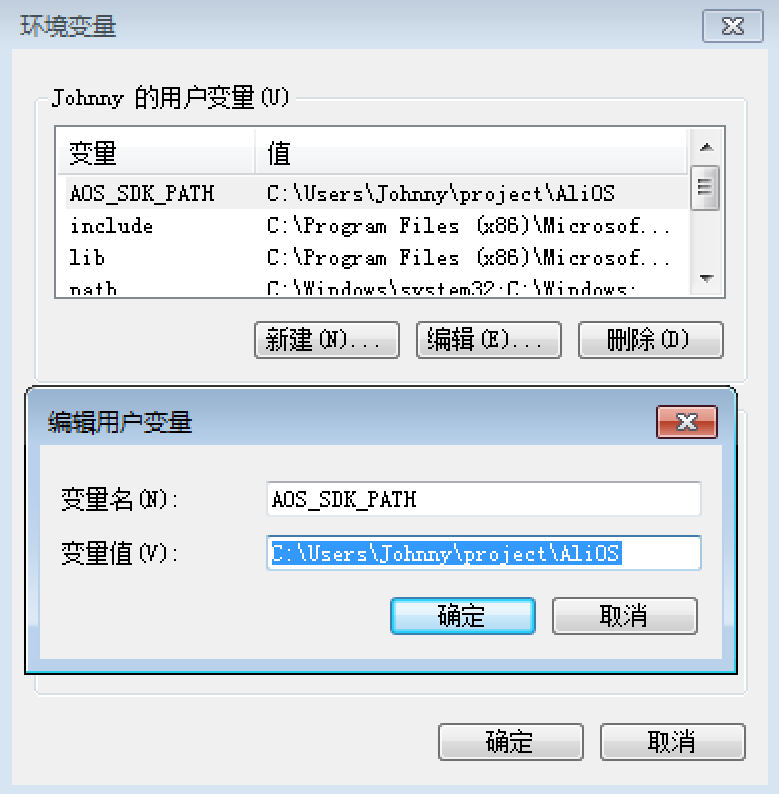 环境变量
Johnny 的用户变量(U)
变量 值
AOS_SDK_PATH C:\Users\Johnny\project\AliOS
include C:\Program Files (x86)\Microsof...
lib C:\Program Files (x86)\Microsof...
path C:\Windows\system32;C:\Windows;
新建(N)... 编辑(E)... 删除(D)
编辑用户变量
变量名(N): AOS_SDK_PATH
变量值(V): C:\Users\Johnny\project\AliOS
确定 取消
确定 取消